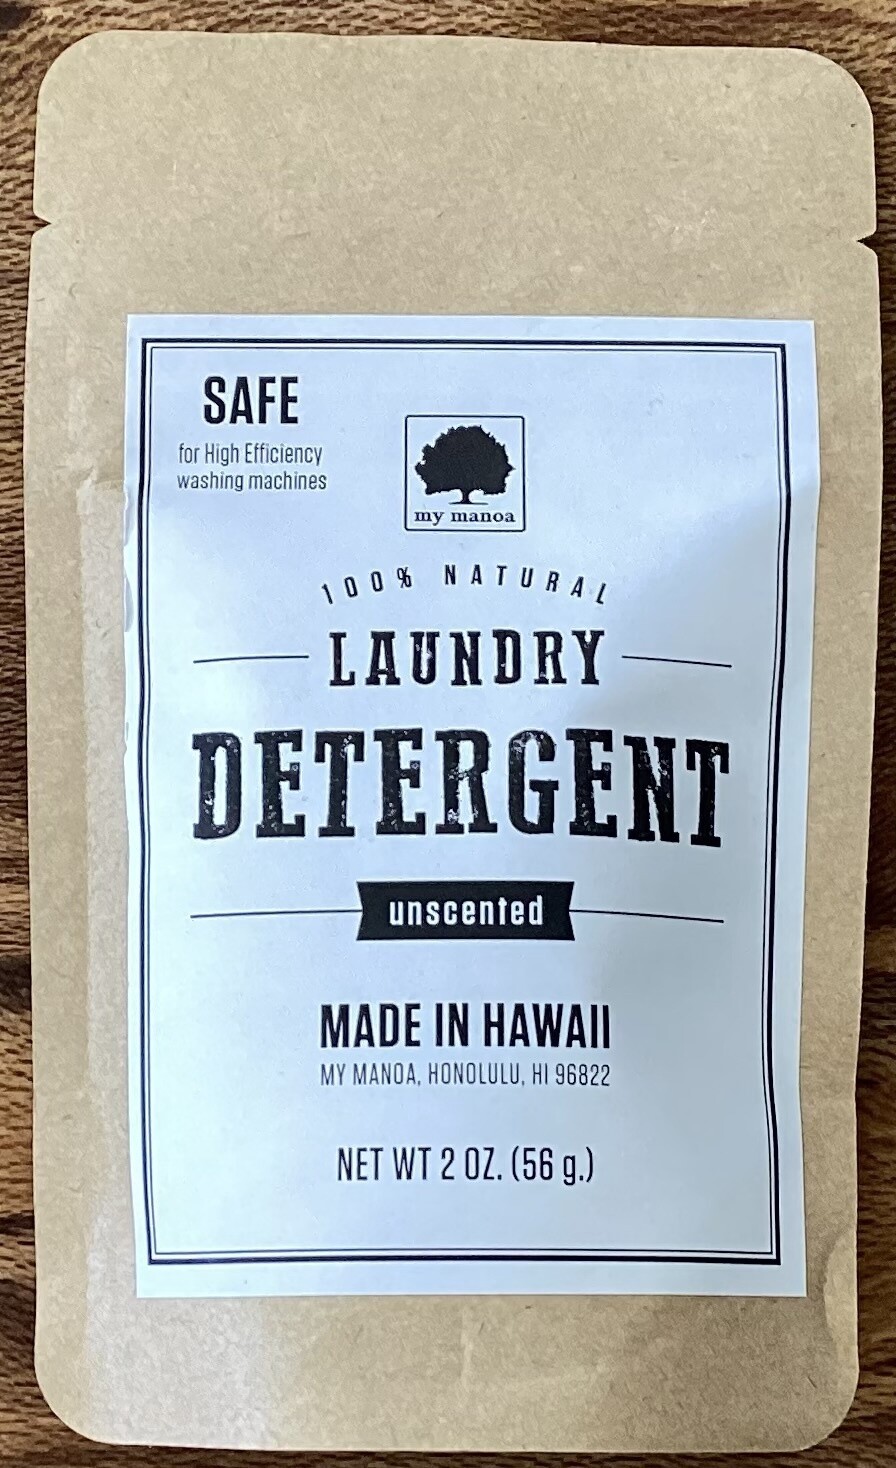 SAFE
for High Efficiency
washing machines
my manoa
100% NATURAL
LAUNDRY
DETERGENT
unscented
MADE IN HAWAII
MY MANOA, HONOLULU, HI 96822
NET WT 2 OZ. (56 g.)